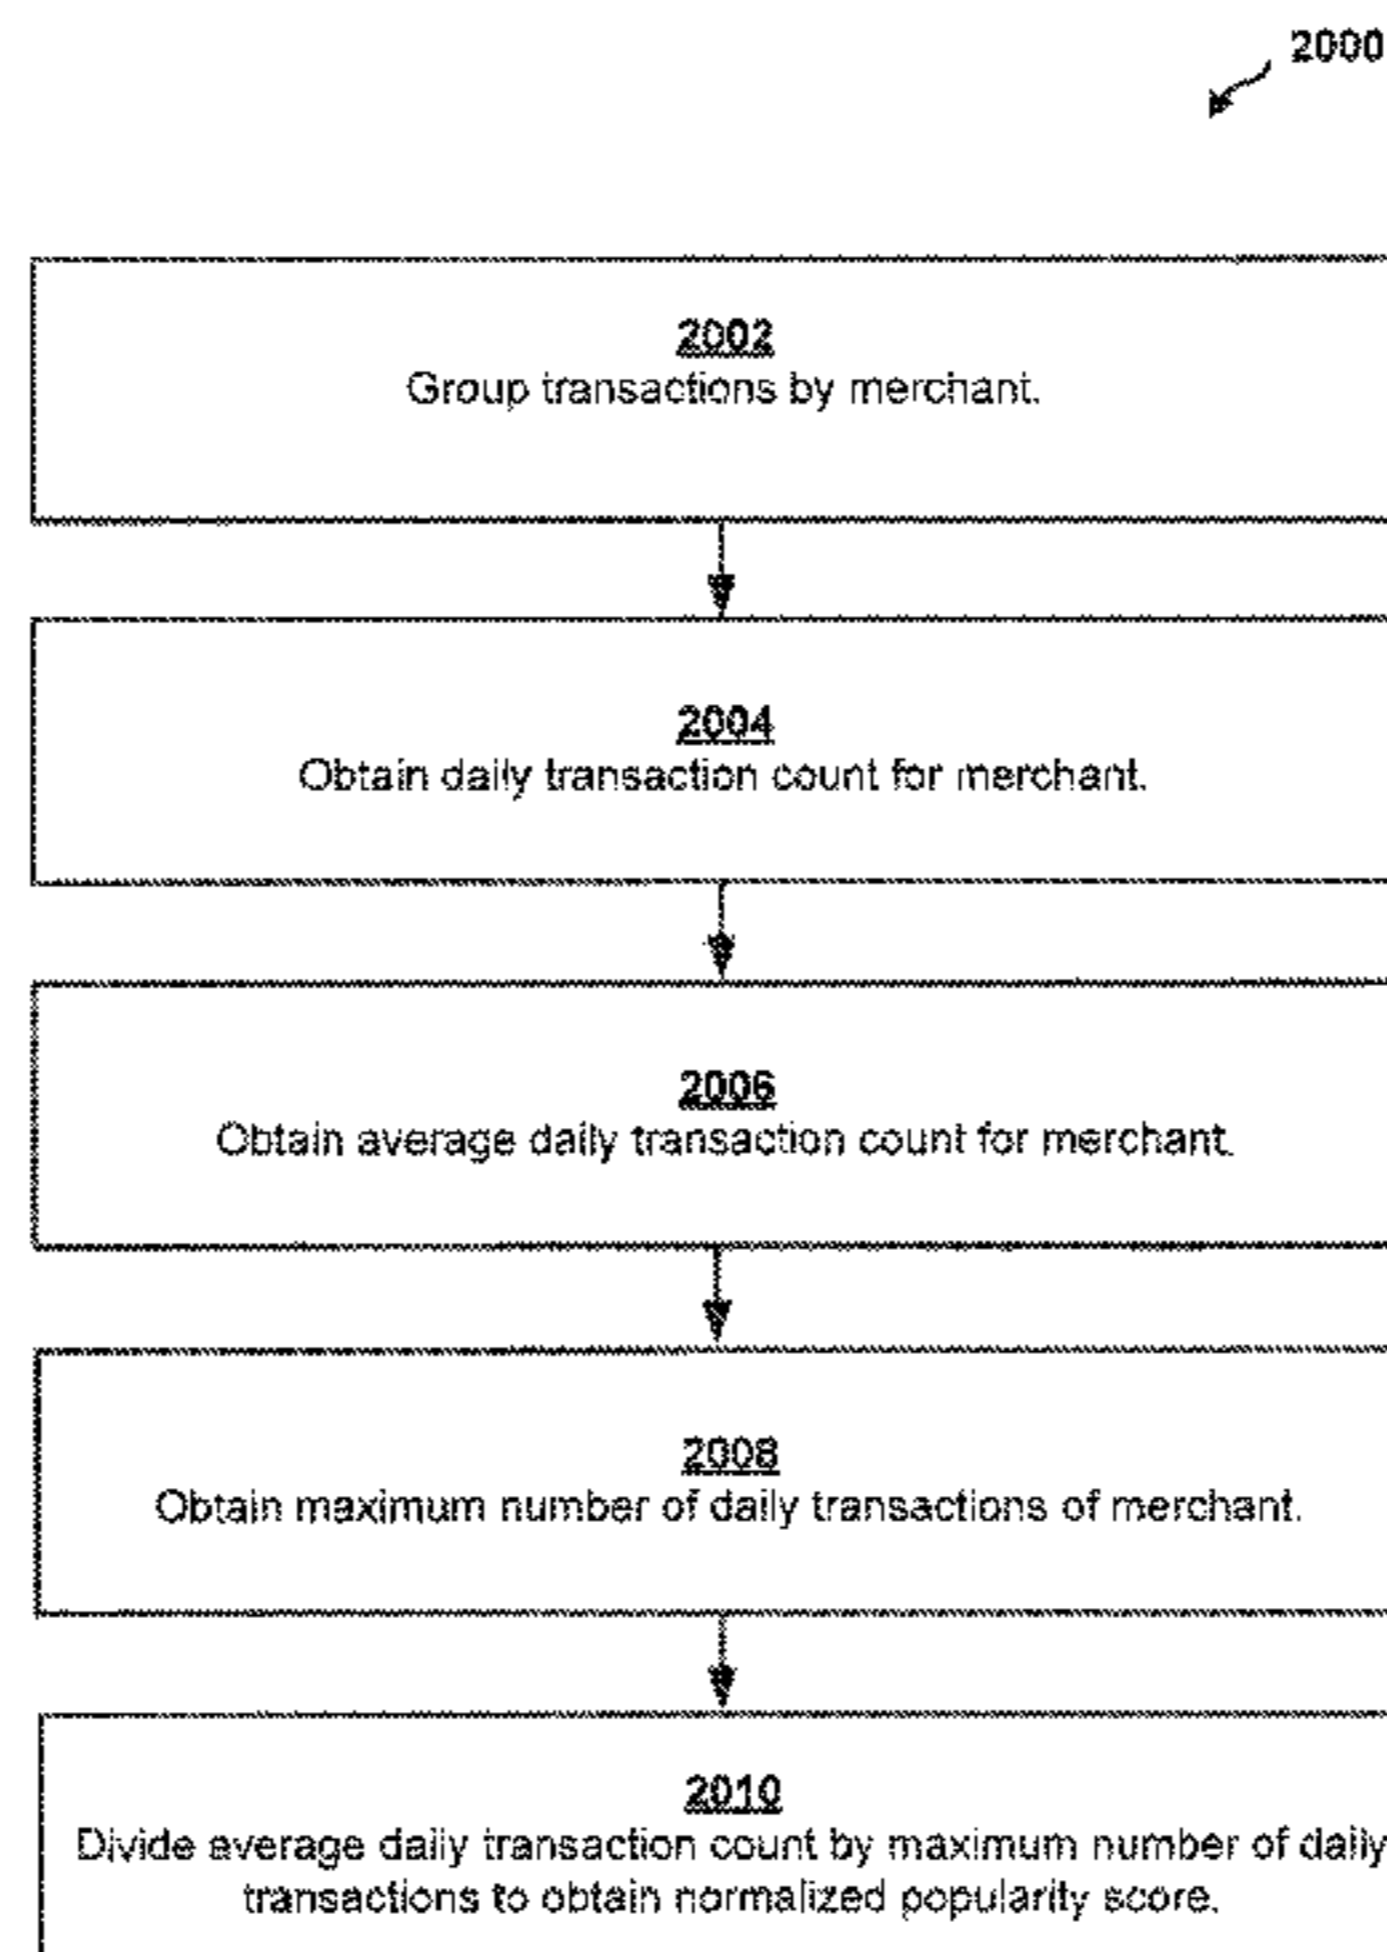 2000
2002
Group transactions by merchant.
2004
Obtain daily transaction count for merchant.
2006
Obtain average daily transaction count for merchant.
2008
Obtain maximum number of daily transactions of merchant.
2010
Divide average daily transaction count by maximum number of daily
transactions to obtain normalized popularity score.